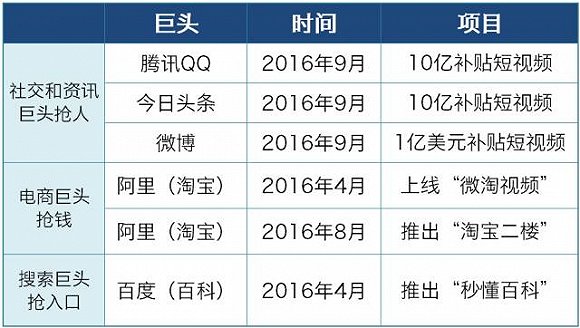 巨头 时间 项目
社交和资讯
巨头抢人
腾讯QQ 2016年9月 10亿补贴短视频
今日头条 2016年9月 10亿补贴短视频
微博 2016年9月 1亿美元补贴短视频
电商巨头
抢钱
阿里（淘宝） 2016年4月 上线“微淘视频”
阿里（淘宝） 2016年8月 推出“淘宝二楼”
搜索巨头
抢入口
百度（百科） 2016年4月 推出“秒懂百科”